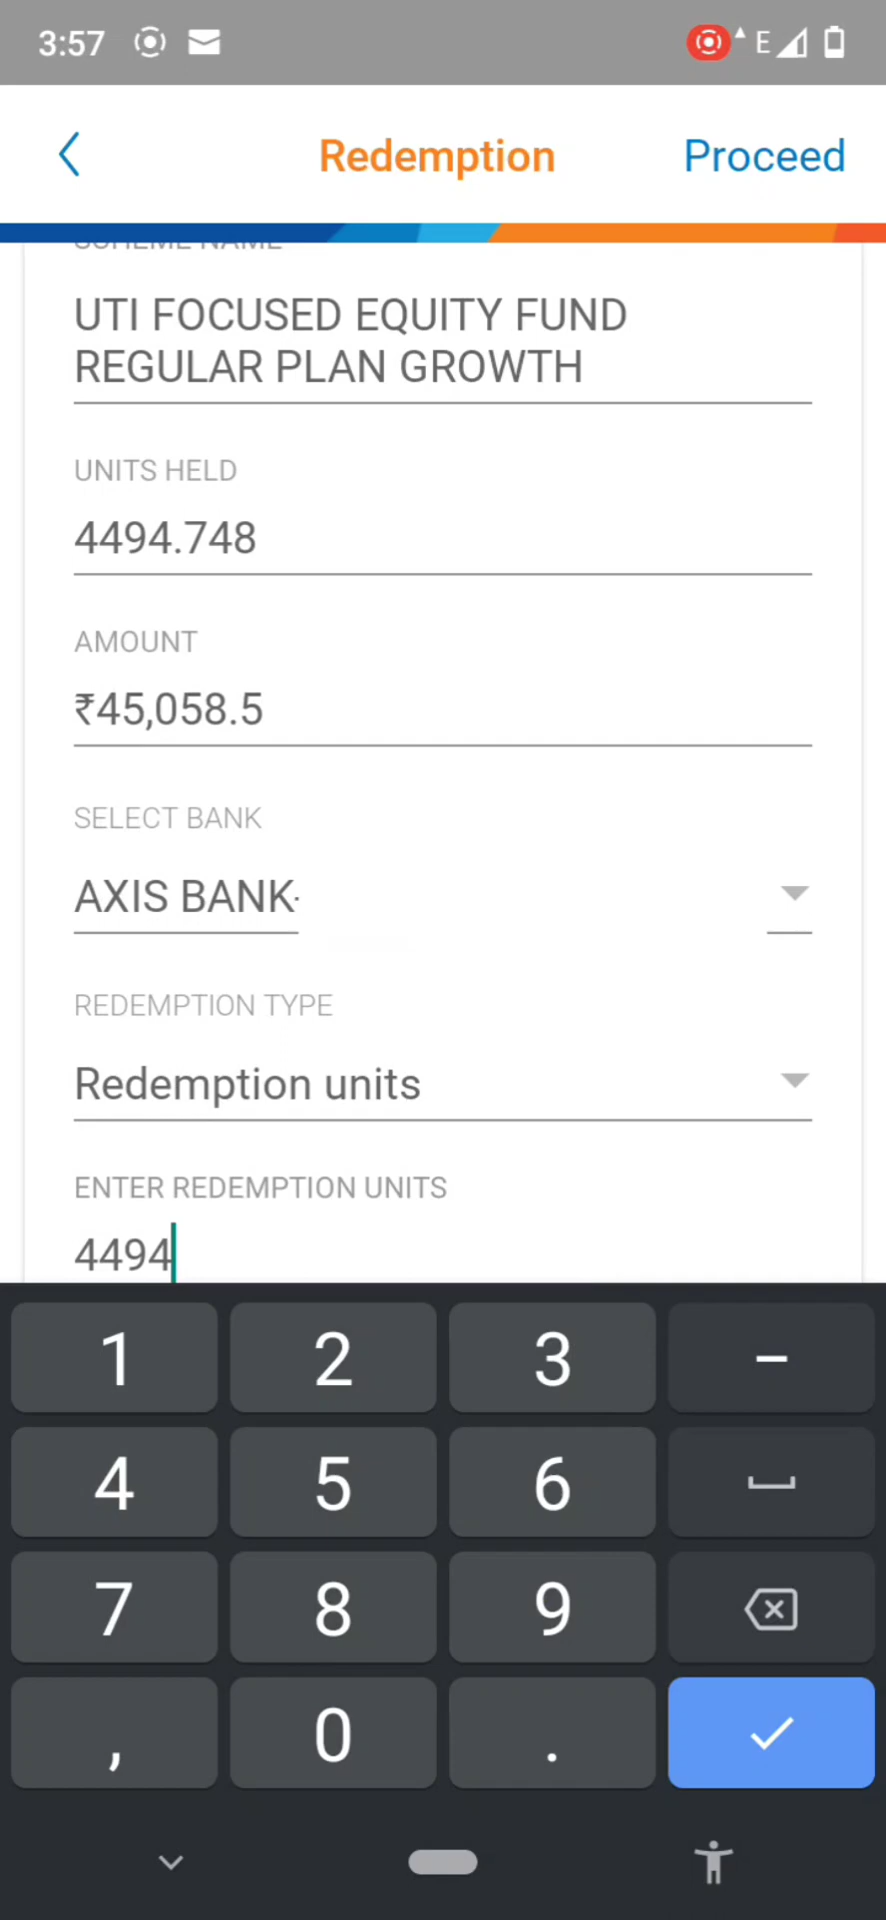 3:57
E
Redemption
Proceed
SCHEME NAME
UTI FOCUSED EQUITY FUND
REGULAR PLAN GROWTH
UNITS HELD
4494.748
AMOUNT
₹45,058.5
SELECT BANK
AXIS BANK-
REDEMPTION TYPE
Redemption units
ENTER REDEMPTION UNITS
4494
1 2 3 –
4 5 6
7 8 9
, 0 .